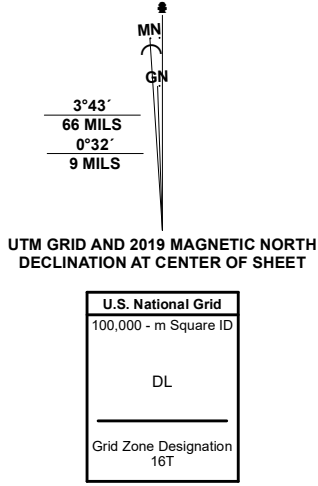 MN
GN
3°43´
66 MILS
0°32´
9 MILS
UTM GRID AND 2019 MAGNETIC NORTH
DECLINATION AT CENTER OF SHEET
U.S. National Grid
100,000 - m Square ID
DL
Grid Zone Designation
16T